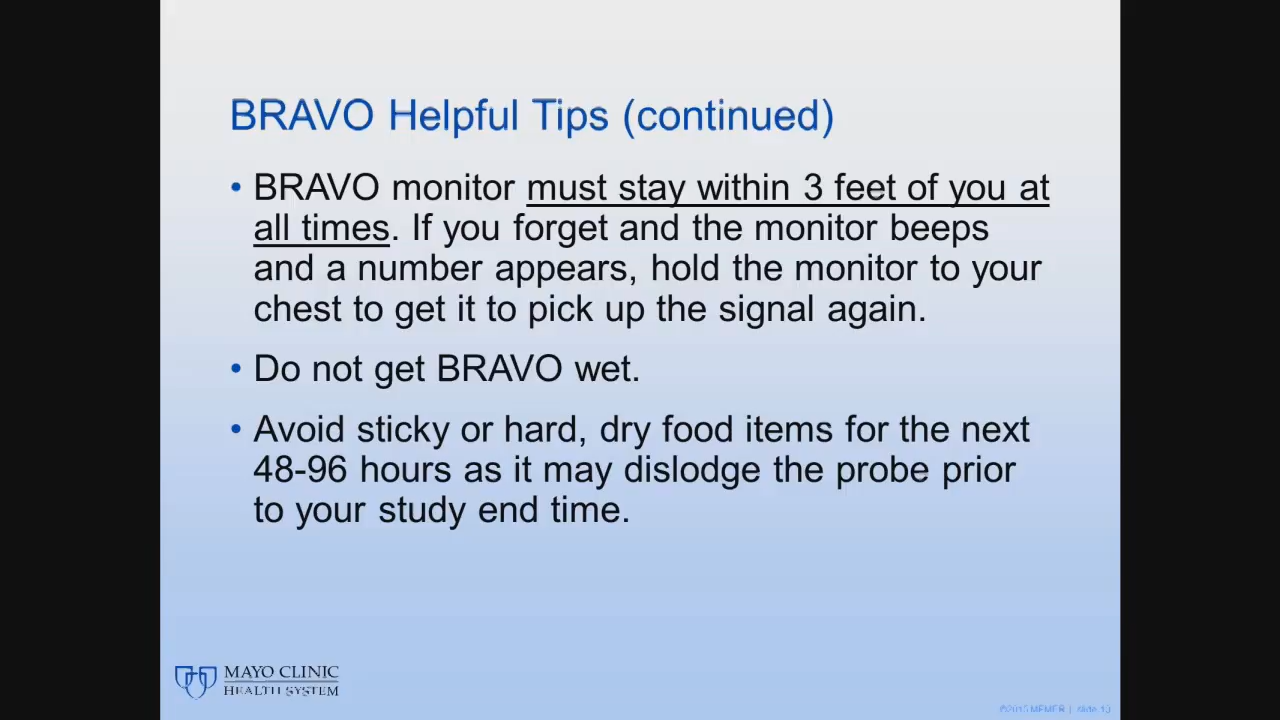 BRAVO Helpful Tips (continued)
• BRAVO monitor must stay within 3 feet of you at
all times. If you forget and the monitor beeps
and a number appears, hold the monitor to your
chest to get it to pick up the signal again.
• Do not get BRAVO wet.
• Avoid sticky or hard, dry food items for the next
48-96 hours as it may dislodge the probe prior
to your study end time.
MAYO CLINIC
HEALTH SYSTEM
MFMER | slide